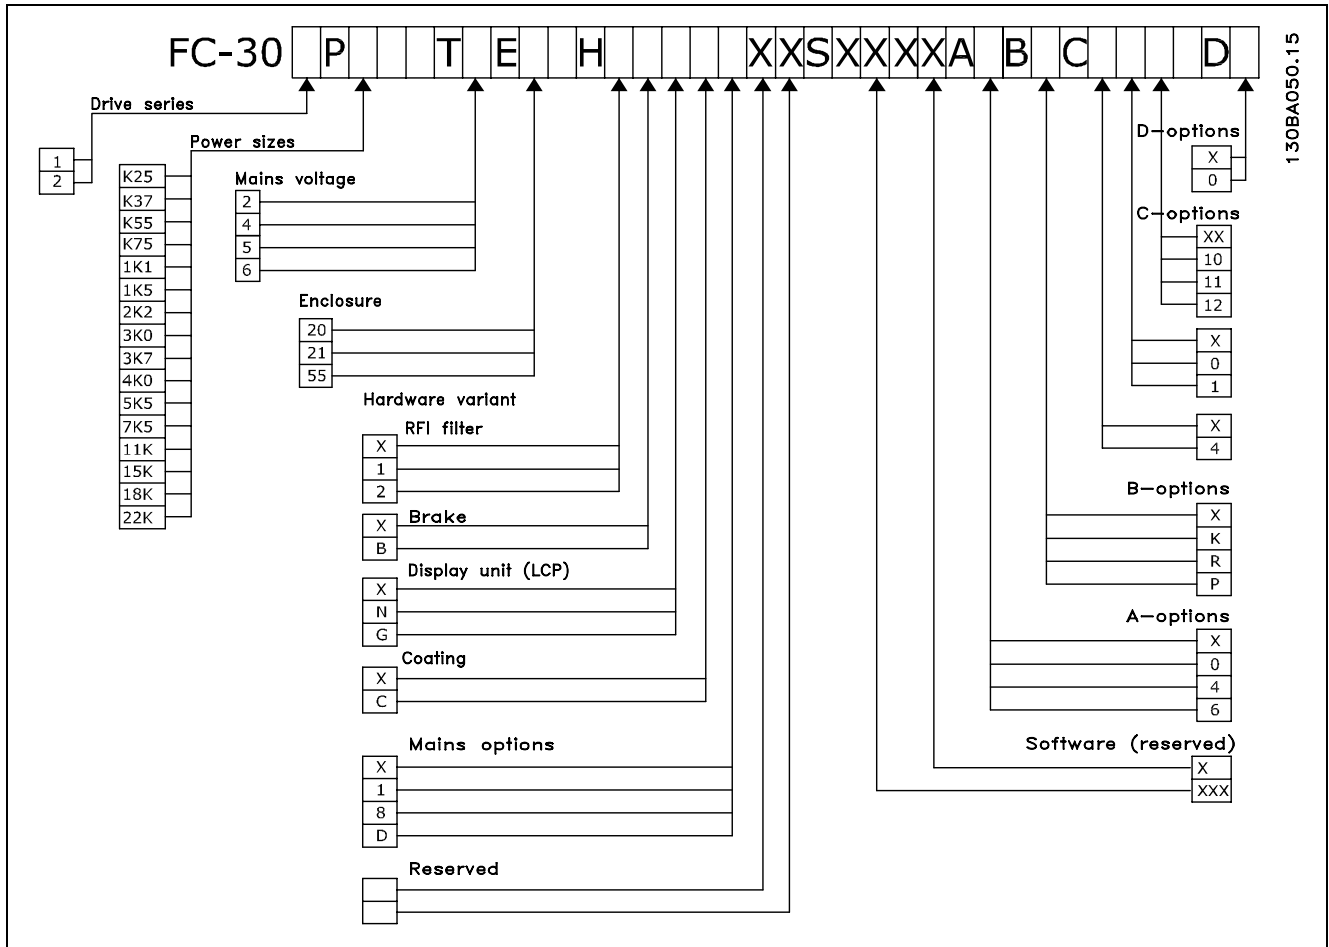 FC-30 P T E H XXSXXXXA B C D
130BA050.15
Drive series
1
2
Power sizes
K25
K37
K55
K75
1K1
1K5
2K2
3K0
3K7
4K0
5K5
7K5
11K
15K
18K
22K
Mains voltage
2
4
5
6
Enclosure
20
21
55
Hardware variant
RFI filter
X
1
2
Brake
X
B
Display unit (LCP)
X
N
G
Coating
X
C
Mains options
X
1
8
D
Reserved
D-options
X
0
C-options
XX
10
11
12
X
0
1
X
4
B-options
X
K
R
P
A-options
X
0
4
6
Software (reserved)
X
XXX